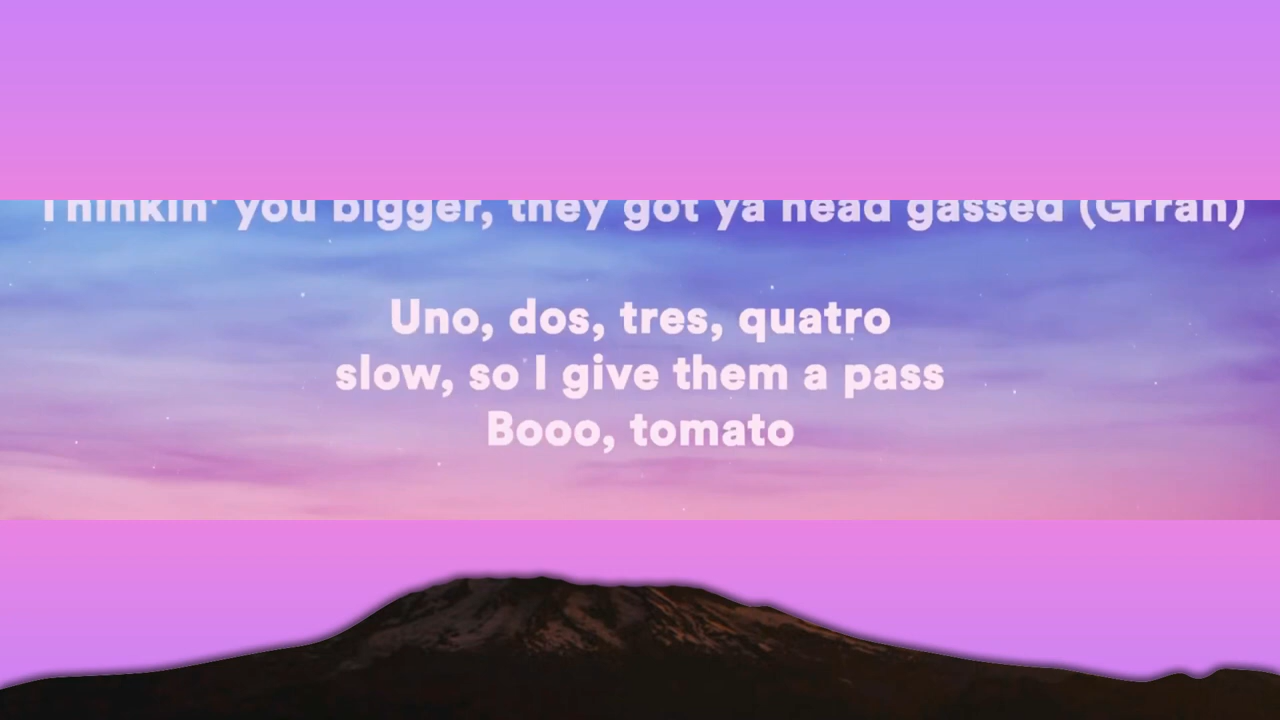 Thinkin' you bigger, they got ya head gassed (Grrah)
Uno, dos, tres, quatro
slow, so I give them a pass
Booo, tomato